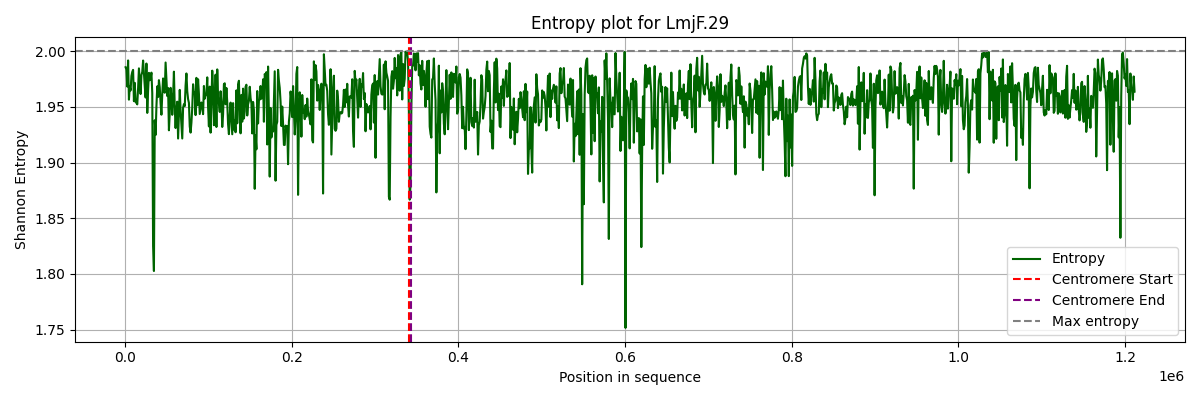 Entropy plot for LmjF.29
2.00
1.95
1.90
1.85
1.80
1.75
Shannon Entropy
0.0 0.2 0.4 0.6 0.8 1.0 1.2
1e6
Position in sequence
Entropy
Centromere Start
Centromere End
Max entropy